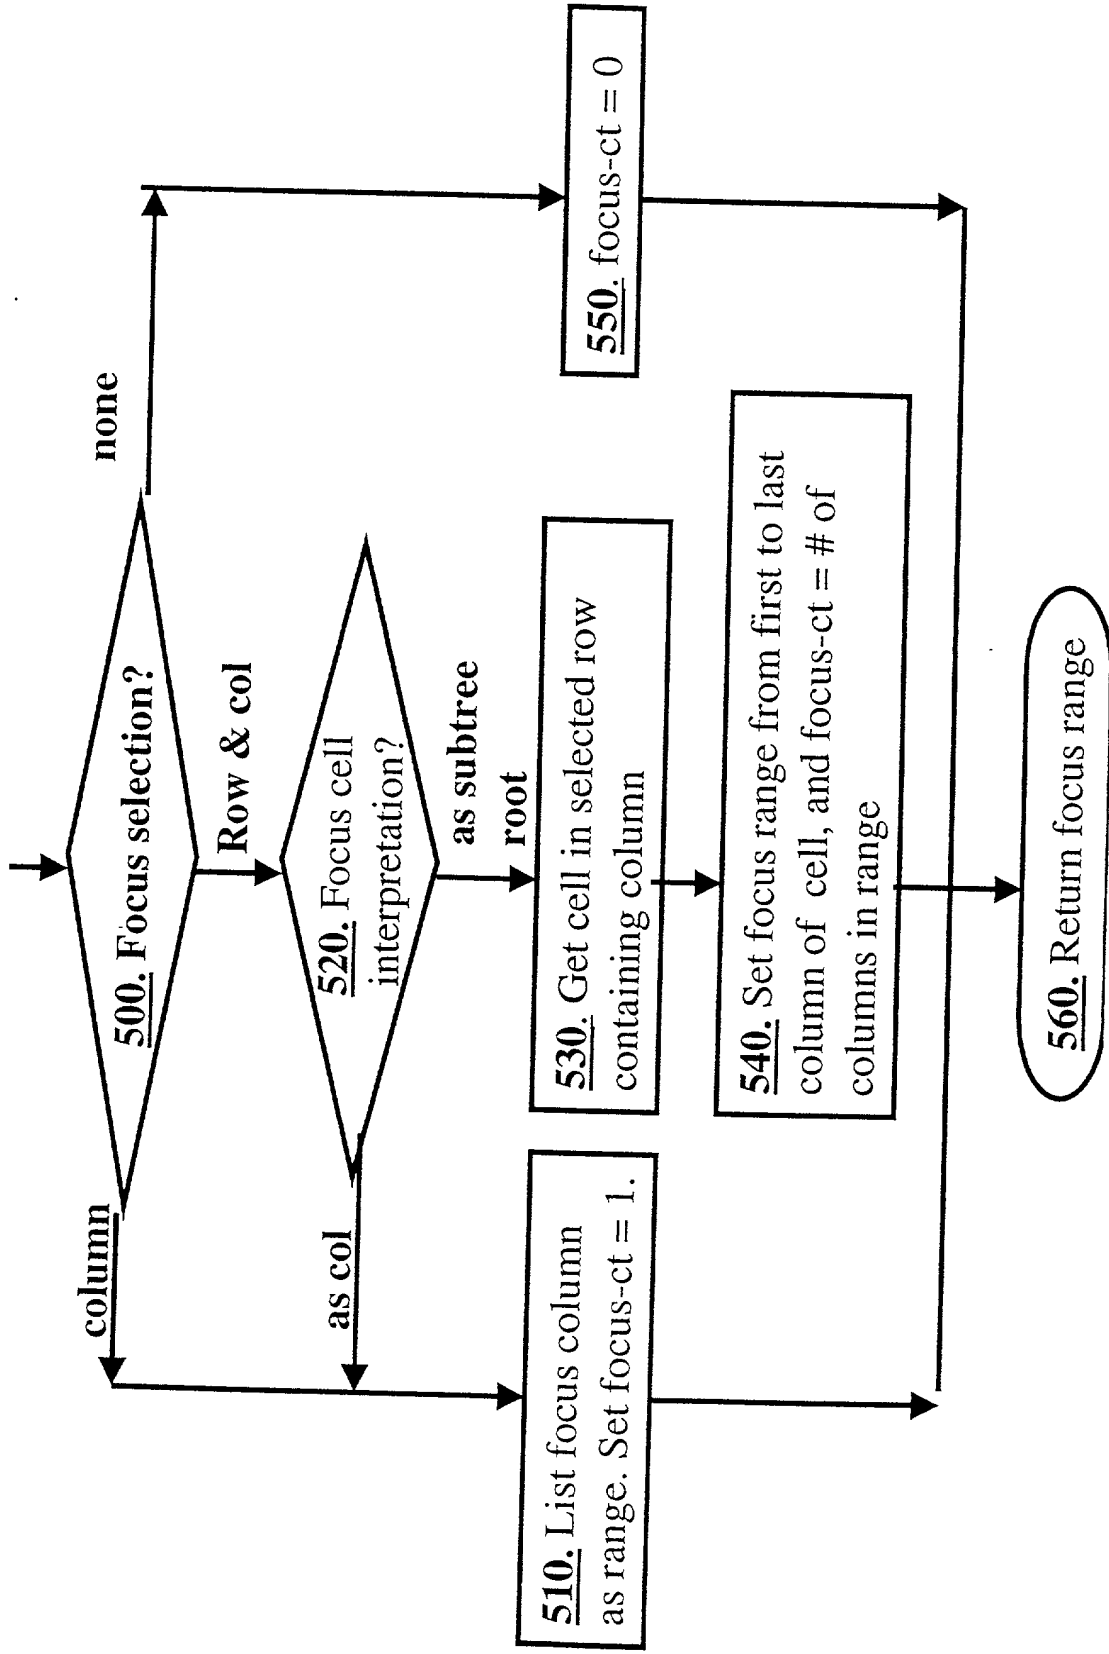 column
500. Focus selection?
none
Row & col
520. Focus cell
interpretation?
as col
as subtree
root
510. List focus column
as range. Set focus-ct = 1.
530. Get cell in selected row
containing column
550. focus-ct = 0
540. Set focus range from first to last
column of cell, and focus-ct = # of
columns in range
560. Return focus range